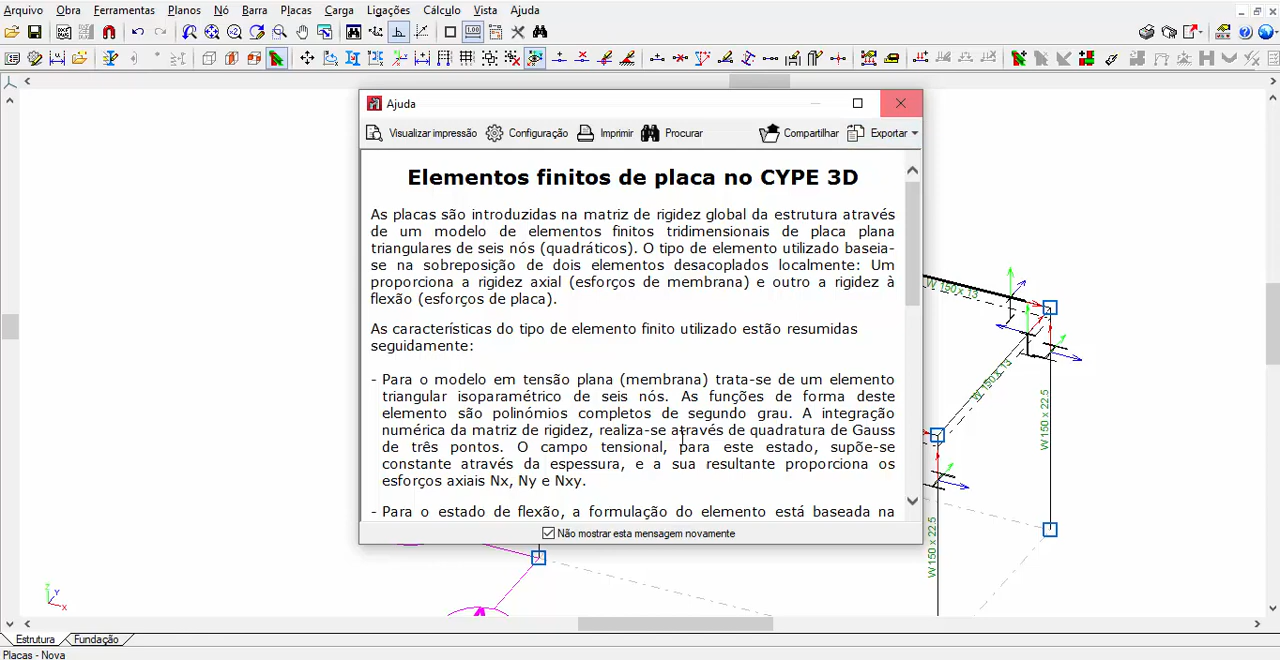 Arquivo Obra Ferramentas Planos Nó Barra Placas Carga Ligações Cálculo Vista Ajuda
Ajuda
Visualizar impressão Configuração Imprimir Procurar Compartilhar Exportar
Elementos finitos de placa no CYPE 3D
As placas são introduzidas na matriz de rigidez global da estrutura através
de um modelo de elementos finitos tridimensionais de placa plana
triangulares de seis nós (quadráticos). O tipo de elemento utilizado baseia-
se na sobreposição de dois elementos desacoplados localmente: Um
proporciona a rigidez axial (esforços de membrana) e outro a rigidez à
flexão (esforços de placa).
As características do tipo de elemento finito utilizado estão resumidas
seguidamente:
- Para o modelo em tensão plana (membrana) trata-se de um elemento
triangular isoparamétrico de seis nós. As funções de forma deste
elemento são polinómios completos de segundo grau. A integração
numérica da matriz de rigidez, realiza-se através de quadratura de Gauss
de três pontos. O campo tensional, para este estado, supõe-se
constante através da espessura, e a sua resultante proporciona os
esforços axiais Nx, Ny e Nxy.
- Para o estado de flexão, a formulação do elemento está baseada na
Não mostrar esta mensagem novamente
W 150 x 13
W 150 x 13
W 150 x 22.5
W 150 x 22.5
Z
Y
X
Estrutura Fundação
Placas - Nova